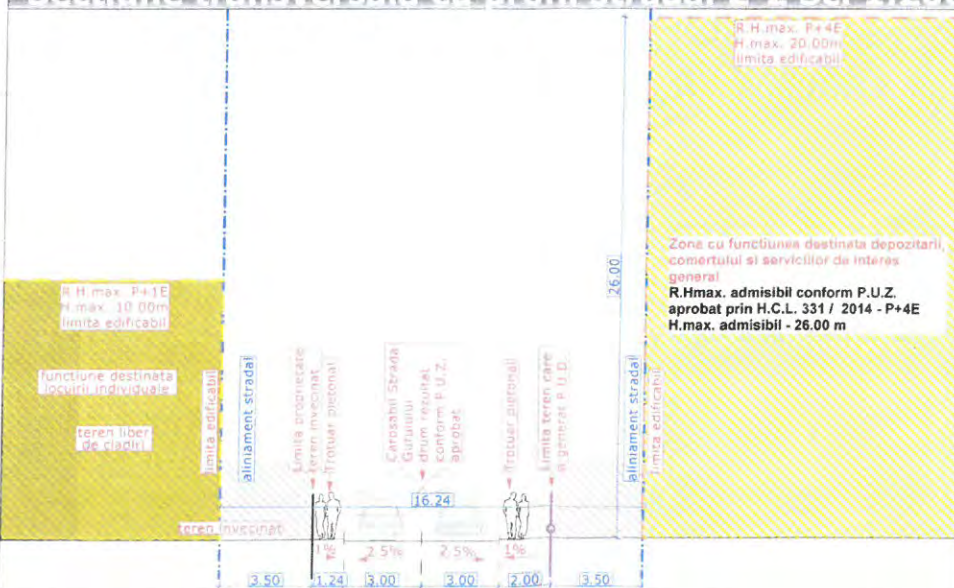 R.H.max. P+4E
H.max. 20.00m
limita edificabil
26.00
Zona cu functiunea destinata depozitarii,
comertului si serviciilor de interes
general
R.Hmax. admisibil conform P.U.Z.
aprobat prin H.C.L. 331 / 2014 - P+4E
H.max. admisibil - 26.00 m
R.H.max. P+1E
H.max. 10.00m
limita edificabil
functiune destinata
locuirii individuale
teren liber
de cladiri
limita edificabil
aliniament stradal
Limita proprietate
teren invecinat
Trotuar pietonal
Carosabil Strada
drum rezultat
conform P.U.Z.
aprobat
Trotuar pietonal
Limita teren care
a generat P.U.D.
aliniament stradal
limita edificabil
16.24
teren invecinat
1%
2.5%
2.5%
1%
3.50
1.24
3.00
3.00
2.00
3.50